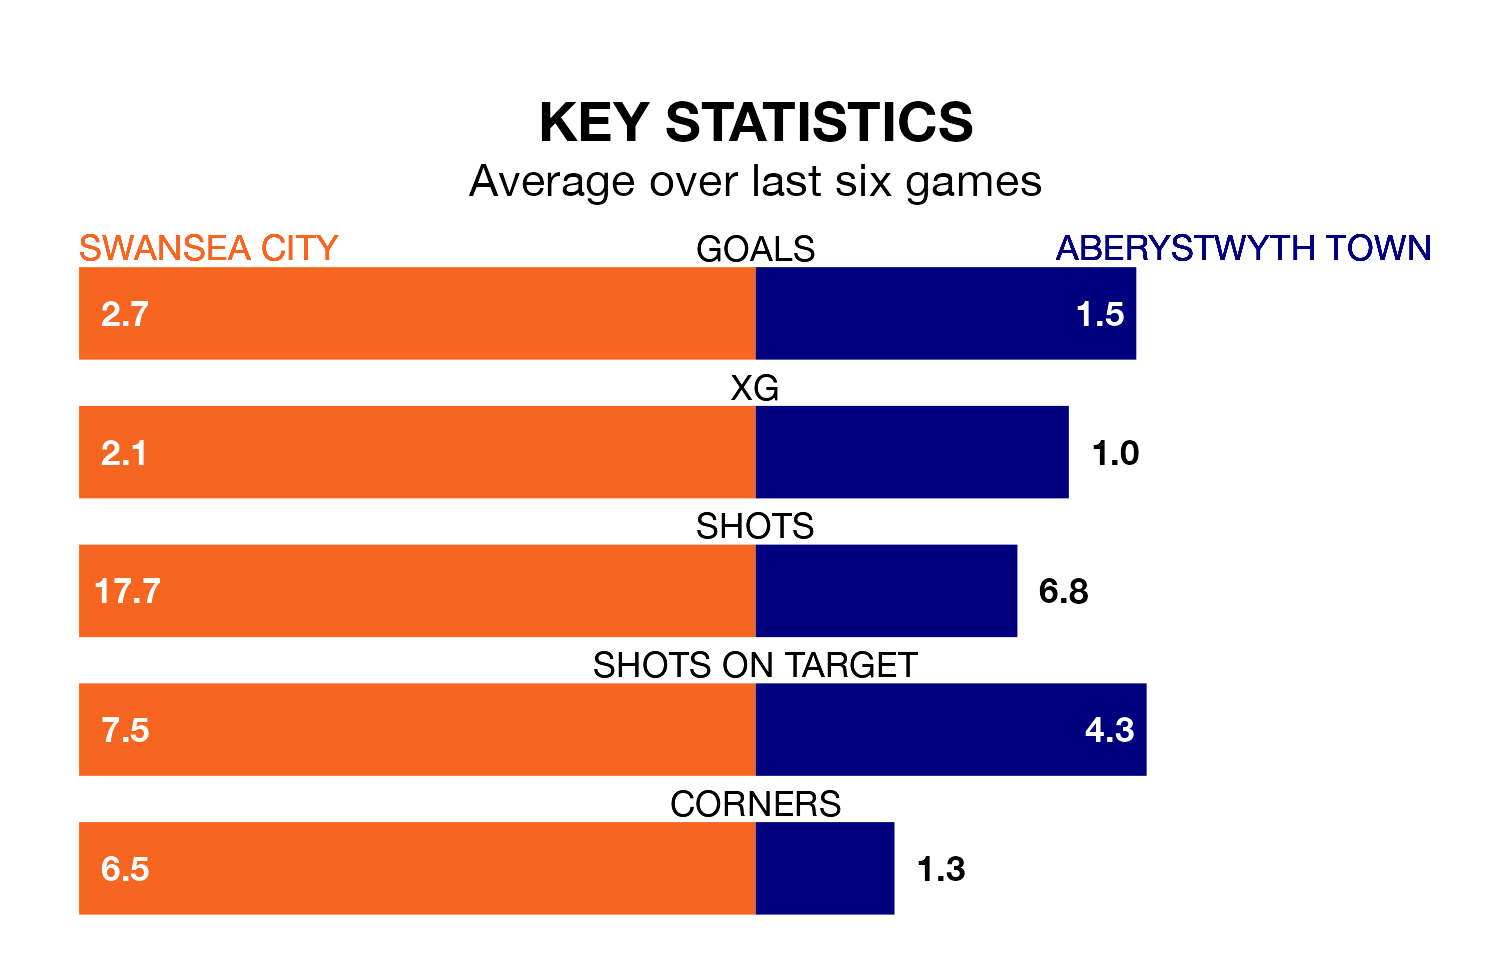 KEY STATISTICS
Average over last six games
SWANSEA CITY GOALS ABERYSTWYTH TOWN
2.7 1.5
XG
2.1 1.0
SHOTS
17.7 6.8
SHOTS ON TARGET
7.5 4.3
CORNERS
6.5 1.3